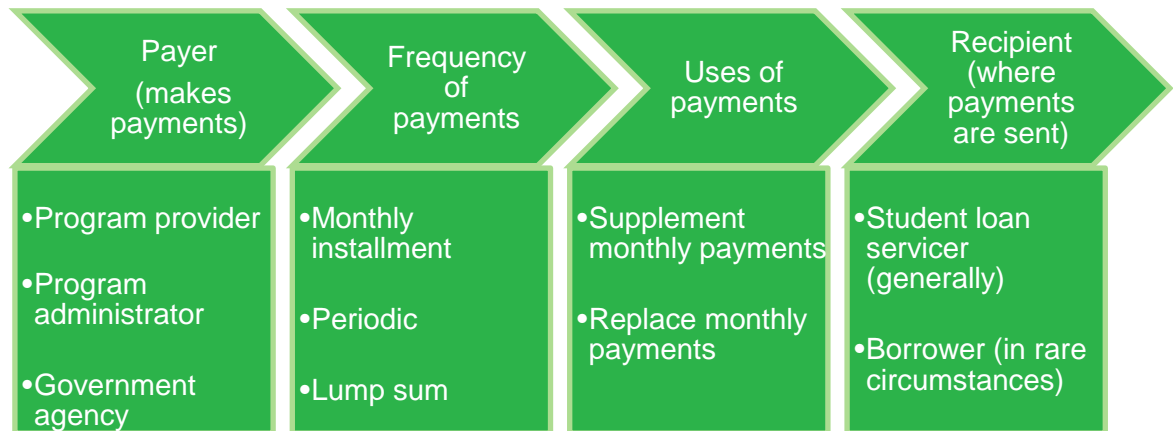 Payer
(makes
payments)
Frequency
of
payments
Uses of
payments
Recipient
(where
payments
are sent)
•Program provider
•Program
administrator
•Government
agency
•Monthly
installment
•Periodic
•Lump sum
•Supplement
monthly payments
•Replace monthly
payments
•Student loan
servicer
(generally)
•Borrower (in rare
circumstances)